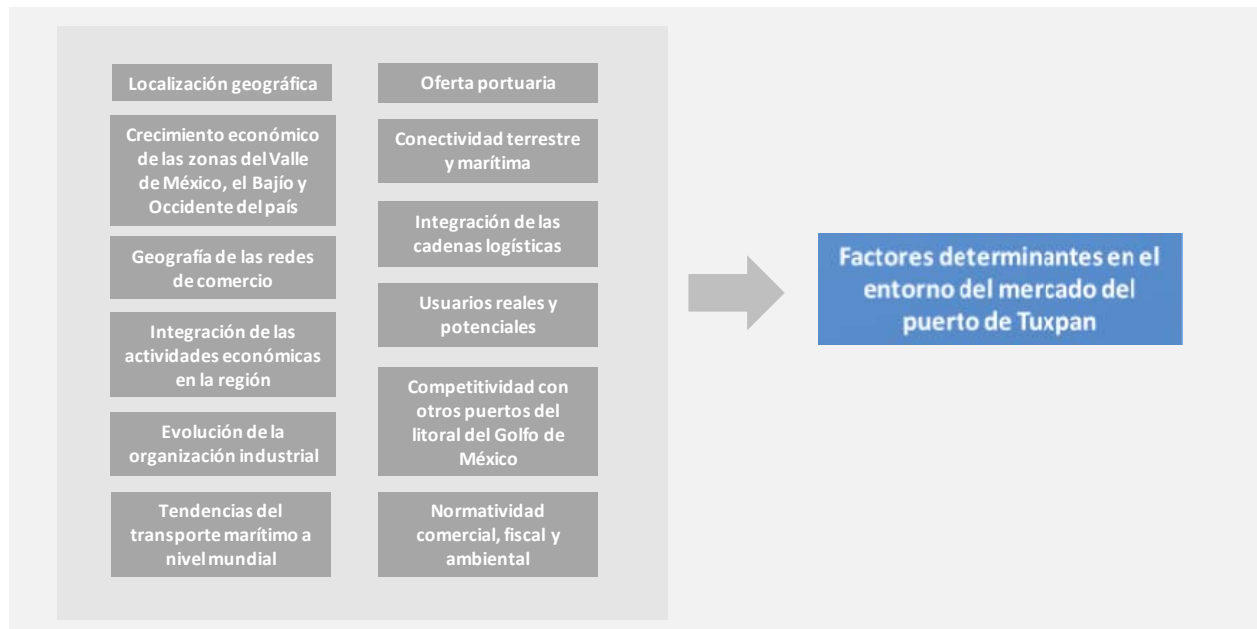 Localización geográfica
Crecimiento económico
de las zonas del Valle
de México, el Bajío y
Occidente del país
Geografía de las redes
de comercio
Integración de las
actividades económicas
en la región
Evolución de la
organización industrial
Tendencias del
transporte marítimo a
nivel mundial
Oferta portuaria
Conectividad terrestre
y marítima
Integración de las
cadenas logísticas
Usuarios reales y
potenciales
Competitividad con
otros puertos del
litoral del Golfo de
México
Normatividad
comercial, fiscal y
ambiental
Factores determinantes en el
entorno del mercado del
puerto de Tuxpan